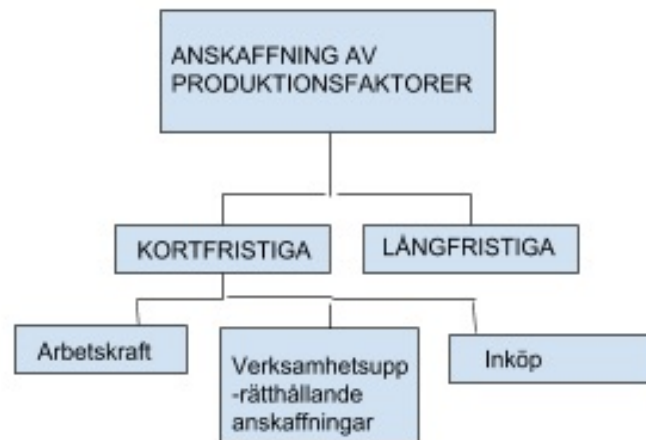 ANSKAFFNING AV
PRODUKTIONSFAKTORER
KORTFRISTIGA
LÅNGFRISTIGA
Arbetskraft
Verksamhetsupp
-rätthållande
anskaffningar
Inköp